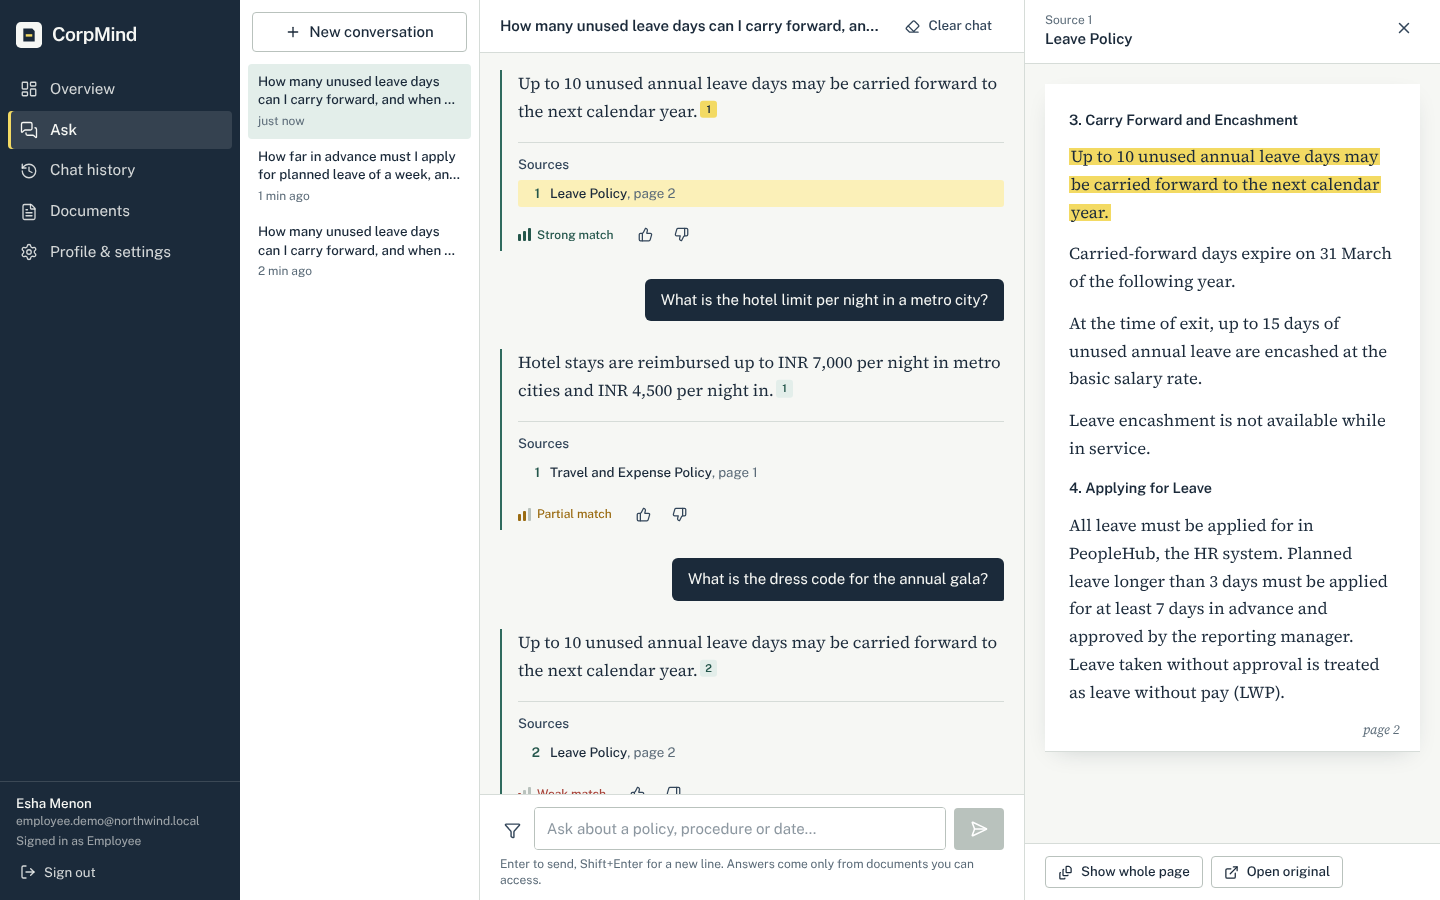 CorpMind
Overview
Ask
Chat history
Documents
Profile & settings
Esha Menon
employee.demo@northwind.local
Signed in as Employee
Sign out
New conversation
How many unused leave days
can I carry forward, and when ...
just now
How far in advance must I apply
for planned leave of a week, an...
1 min ago
How many unused leave days
can I carry forward, and when ...
2 min ago
How many unused leave days can I carry forward, an...
Clear chat
Up to 10 unused annual leave days may be carried forward to
the next calendar year. 1
Sources
1 Leave Policy, page 2
Strong match
What is the hotel limit per night in a metro city?
Hotel stays are reimbursed up to INR 7,000 per night in metro
cities and INR 4,500 per night in. 1
Sources
1 Travel and Expense Policy, page 1
Partial match
What is the dress code for the annual gala?
Up to 10 unused annual leave days may be carried forward to
the next calendar year. 2
Sources
2 Leave Policy, page 2
Weak match
Ask about a policy, procedure or date...
Enter to send, Shift+Enter for a new line. Answers come only from documents you can
access.
Source 1
Leave Policy
3. Carry Forward and Encashment
Up to 10 unused annual leave days may
be carried forward to the next calendar
year.
Carried-forward days expire on 31 March
of the following year.
At the time of exit, up to 15 days of
unused annual leave are encashed at the
basic salary rate.
Leave encashment is not available while
in service.
4. Applying for Leave
All leave must be applied for in
PeopleHub, the HR system. Planned
leave longer than 3 days must be applied
for at least 7 days in advance and
approved by the reporting manager.
Leave taken without approval is treated
as leave without pay (LWP).
page 2
Show whole page
Open original